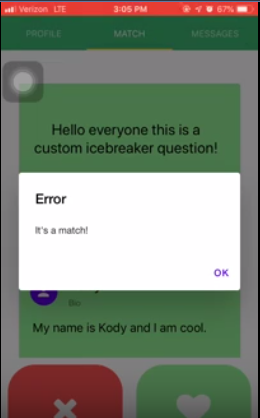 Verizon LTE 3:05 PM 67%
PROFILE MATCH MESSAGES
Hello everyone this is a
custom icebreaker question!
Error
It's a match!
OK
Bio:
My name is Kody and I am cool.